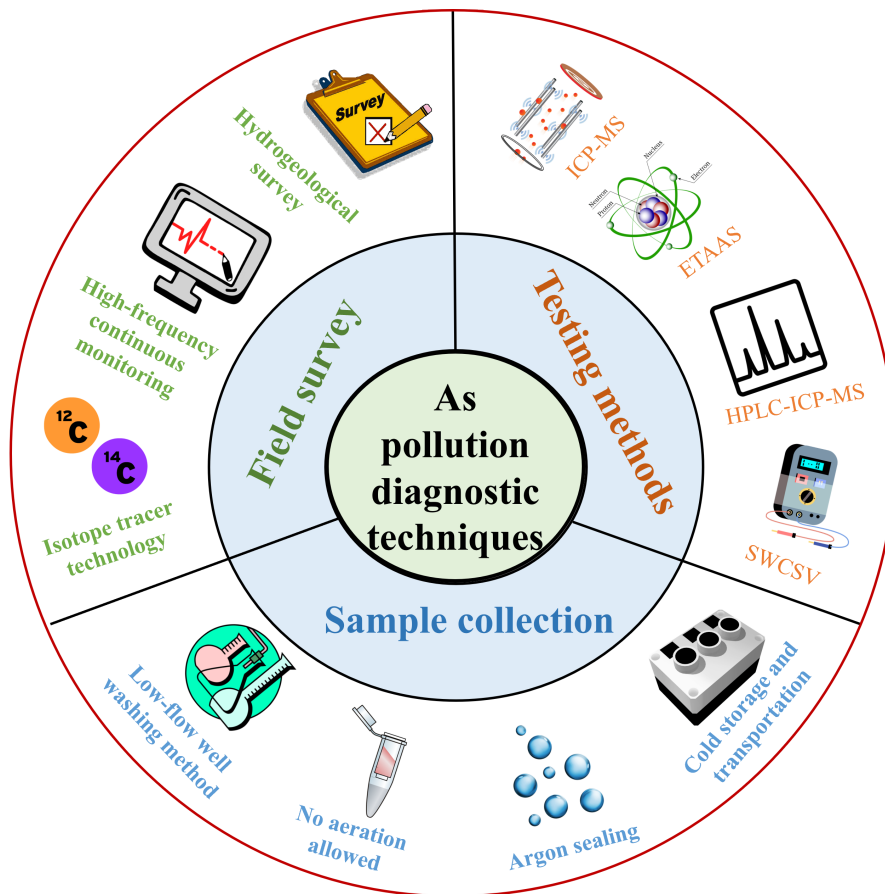 As
pollution
diagnostic
techniques
Field survey
Testing methods
Sample collection
Survey
Hydrogeological
survey
High-frequency
continuous
monitoring
12C
14C
Isotope tracer
technology
ICP-MS
Nucleus
Electron
Neutron
Proton
ETAAS
HPLC-ICP-MS
SWCSV
Low-flow well
washing method
No aeration
allowed
Argon sealing
Cold storage and
transportation